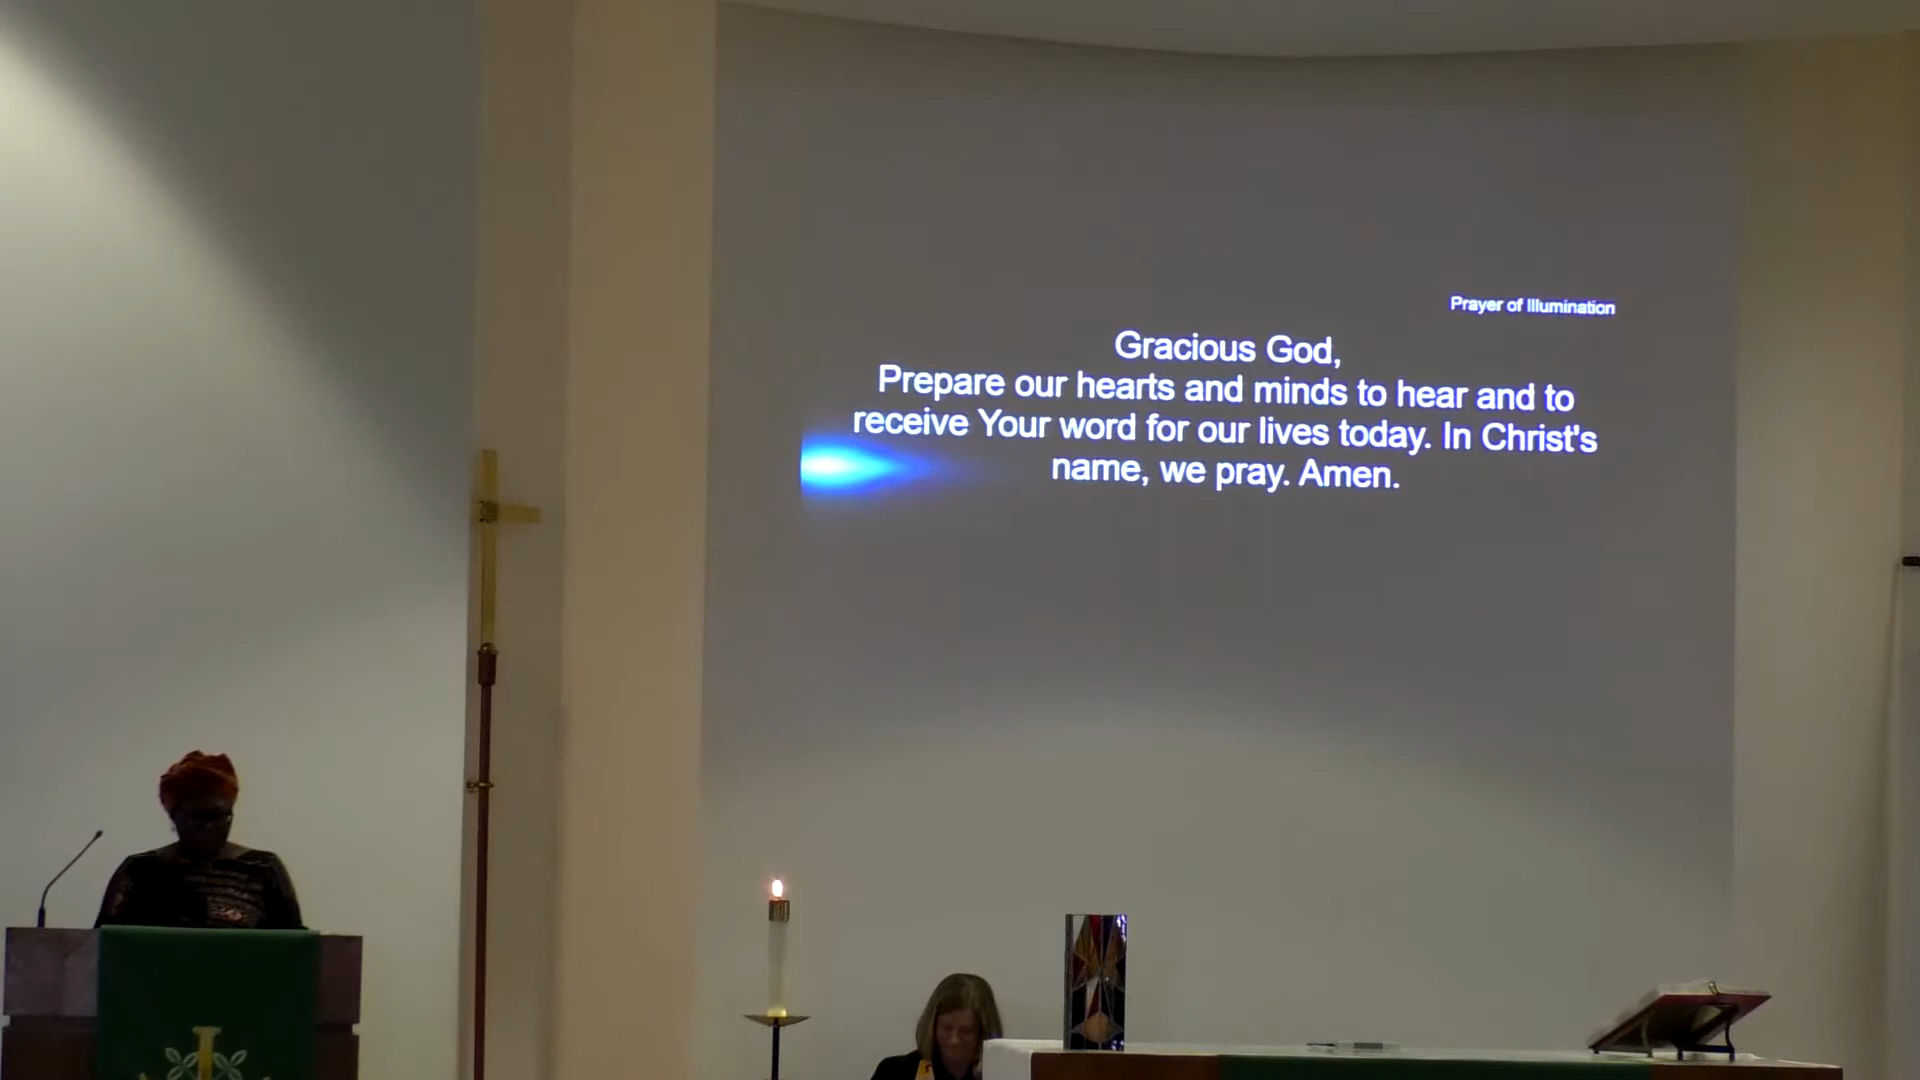 Prayer of Illumination
Gracious God,
Prepare our hearts and minds to hear and to
receive Your word for our lives today. In Christ's
name, we pray. Amen.